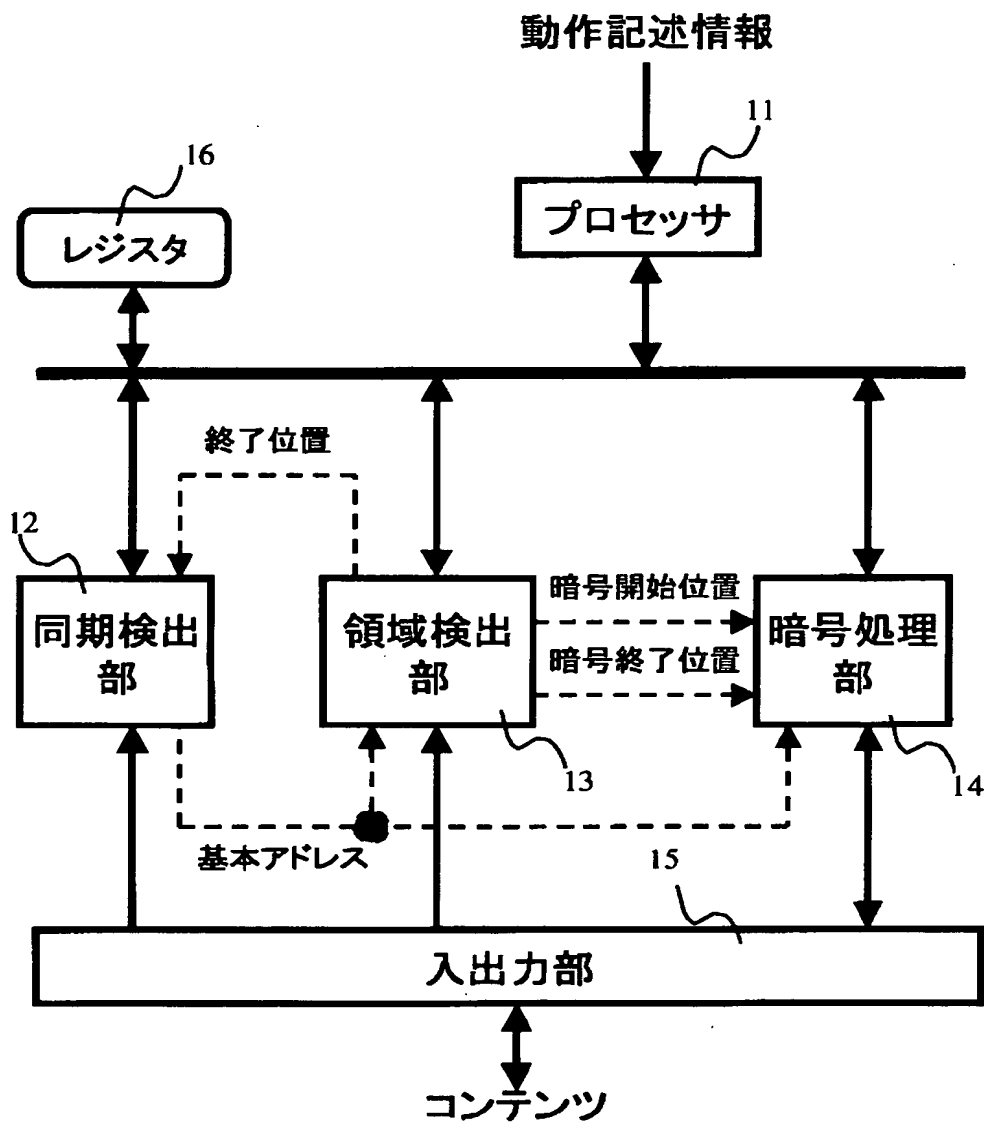 動作記述情報
11
16
プロセッサ
レジスタ
終了位置
12
暗号開始位置
同期検出
部
領域検出
部
暗号処理
部
暗号終了位置
13
14
基本アドレス
15
入出力部
コンテンツ